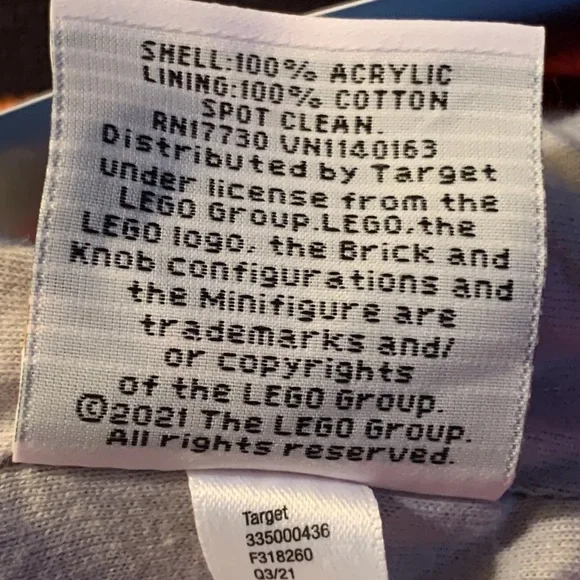 SHELL:100% ACRYLIC
LINING:100% COTTON
SPOT CLEAN.
RN17730 VN1140163
Distributed by Target
under license from the
LEGO Group.LEGO,the
LEGO logo, the Brick and
Knob configurations and
the Minifigure are
trademarks and/
or copyrights
of the LEGO Group.
©2021 The LEGO Group.
All rights reserved.
Target
335000436
F318260
Q3/21